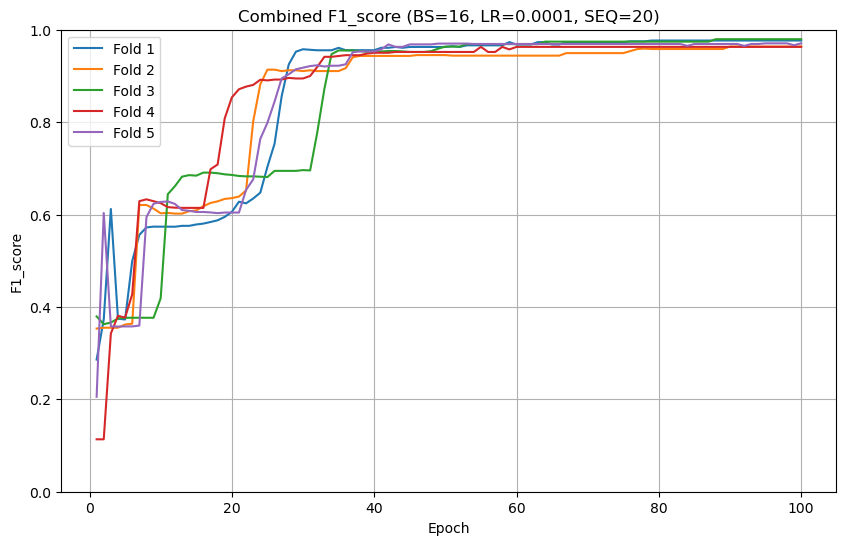 Combined F1_score (BS=16, LR=0.0001, SEQ=20)
1.0
0.8
0.6
0.4
0.2
0.0
F1_score
Fold 1
Fold 2
Fold 3
Fold 4
Fold 5
0 20 40 60 80 100
Epoch